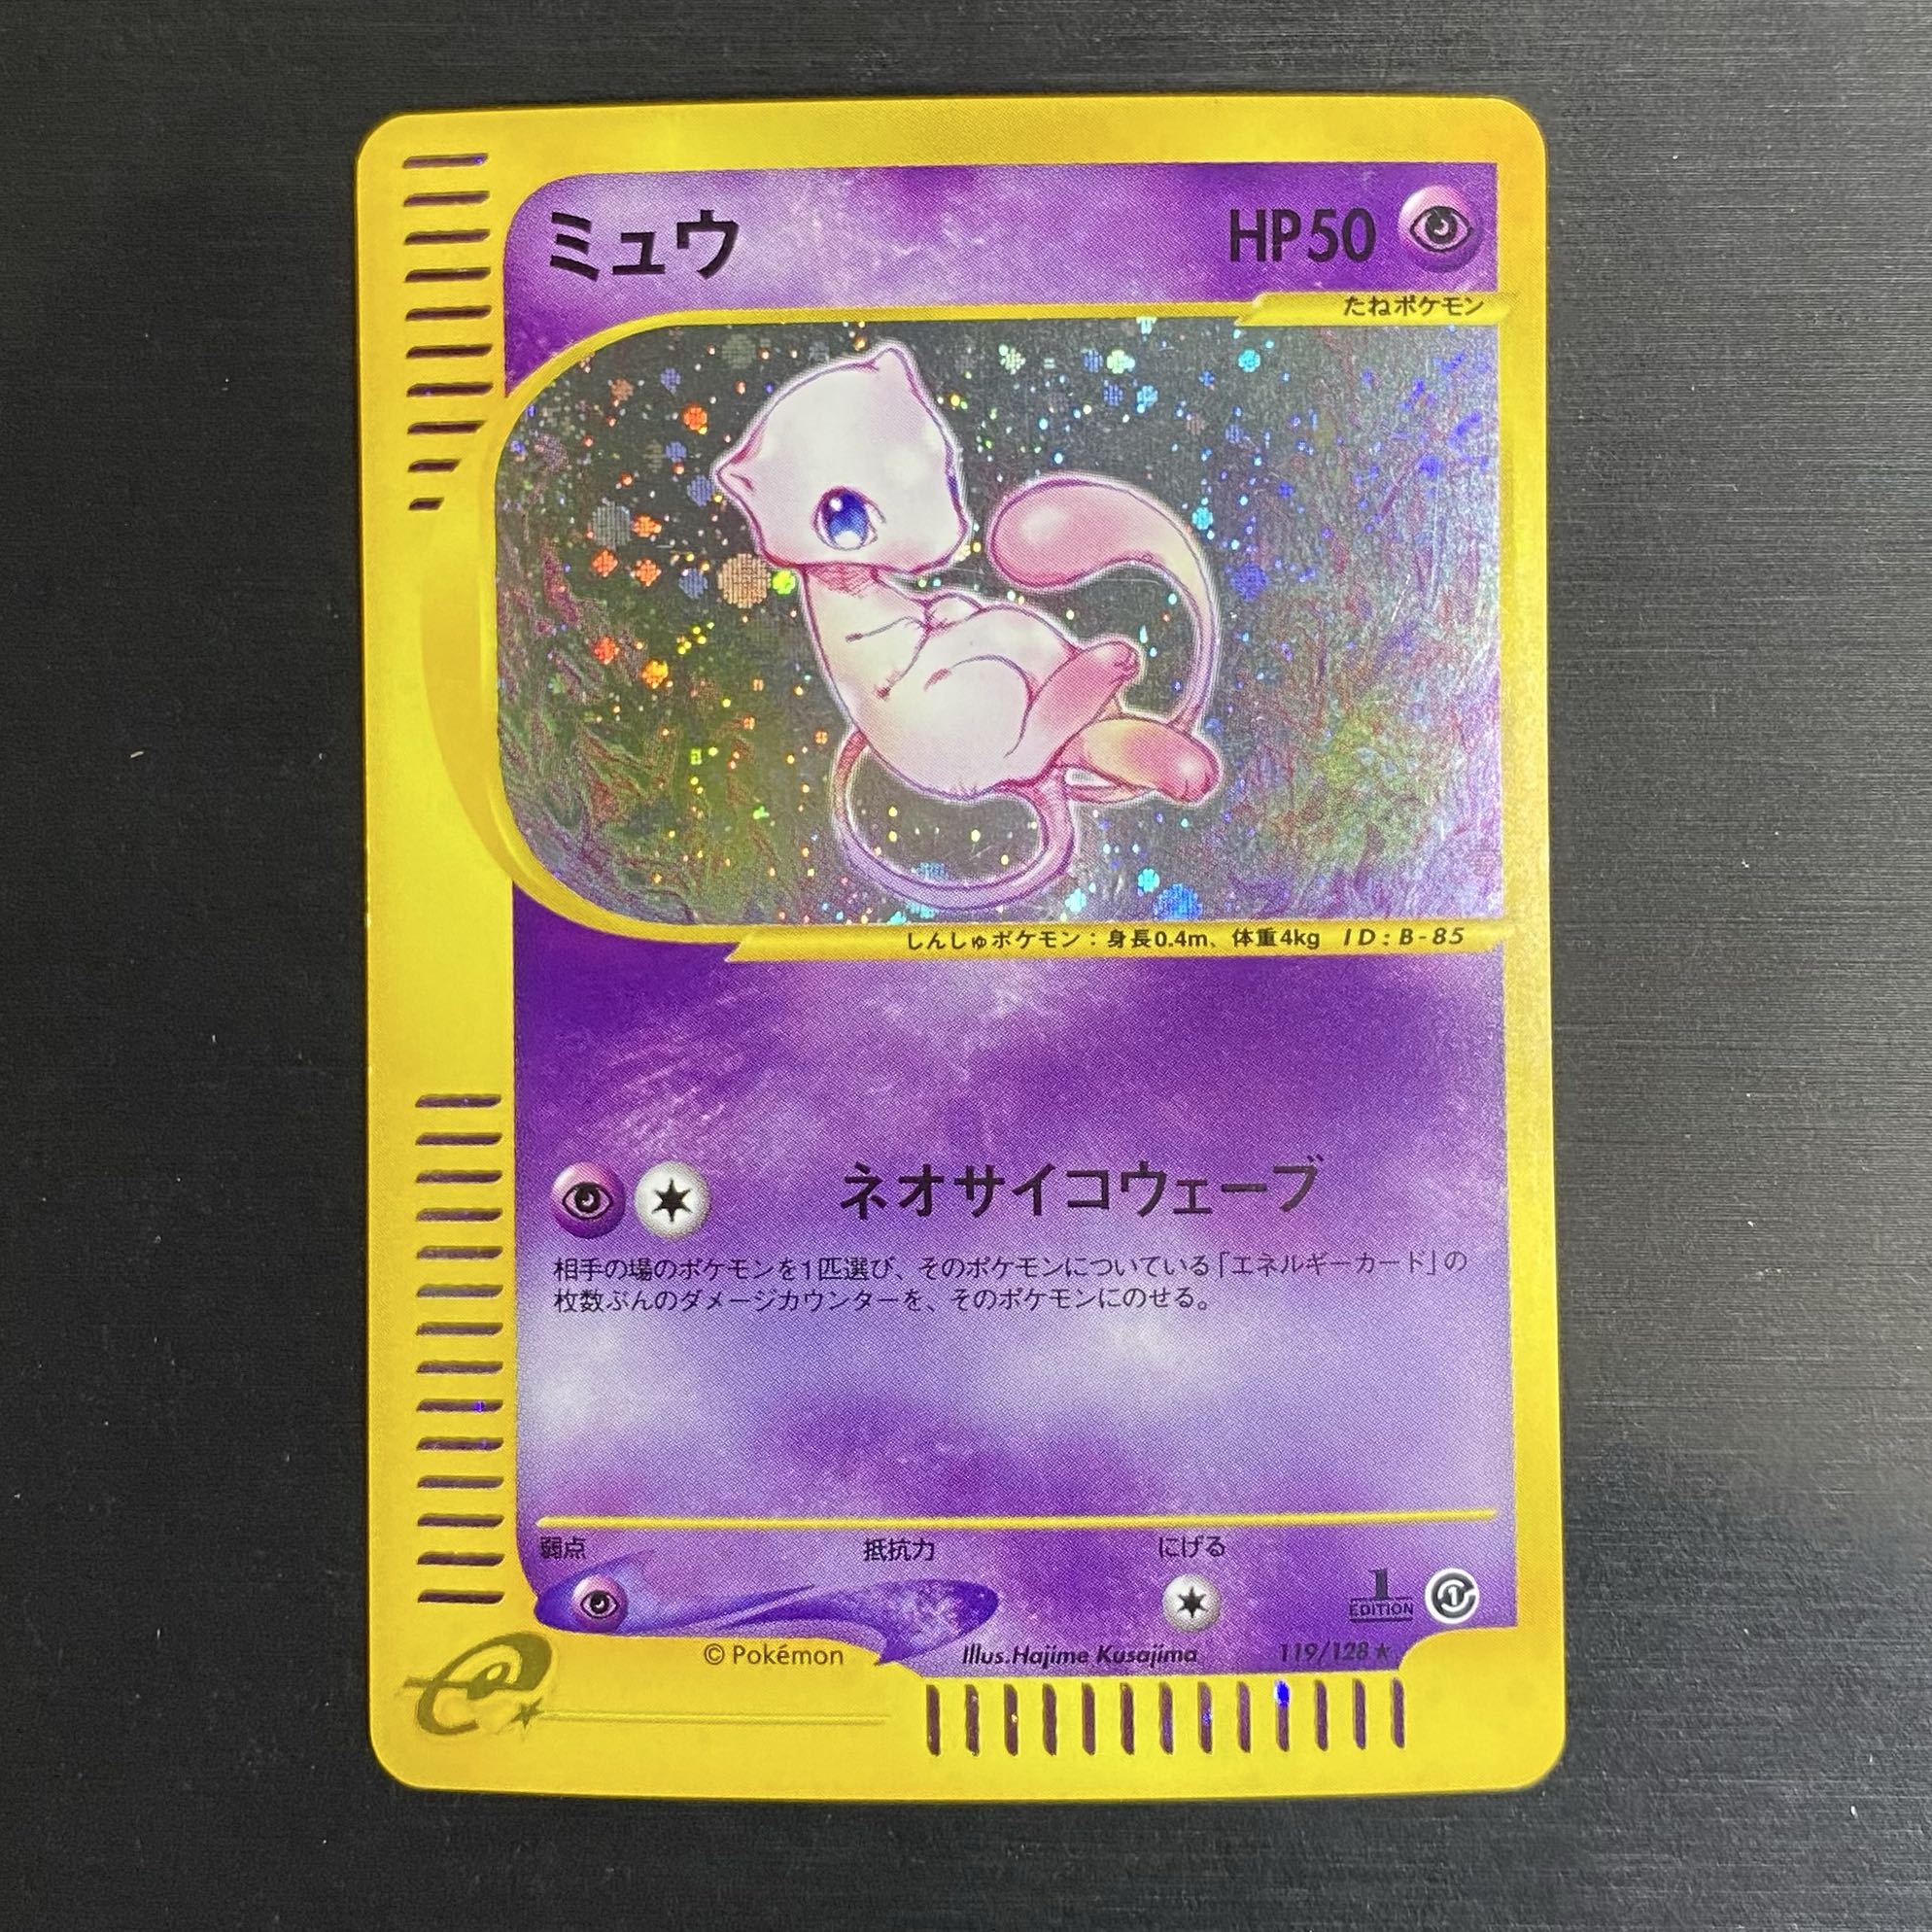 ミュウ HP50
たねポケモン
しんしゅポケモン：身長0.4m、体重4kg ID：B-85
ネオサイコウェーブ
相手の場のポケモンを1匹選び、そのポケモンについている「エネルギーカード」の
枚数ぶんのダメージカウンターを、そのポケモンにのせる。
弱点 抵抗力 にげる
1
EDITION
1
© Pokémon Illus.Hajime Kusajima 119/128★
e